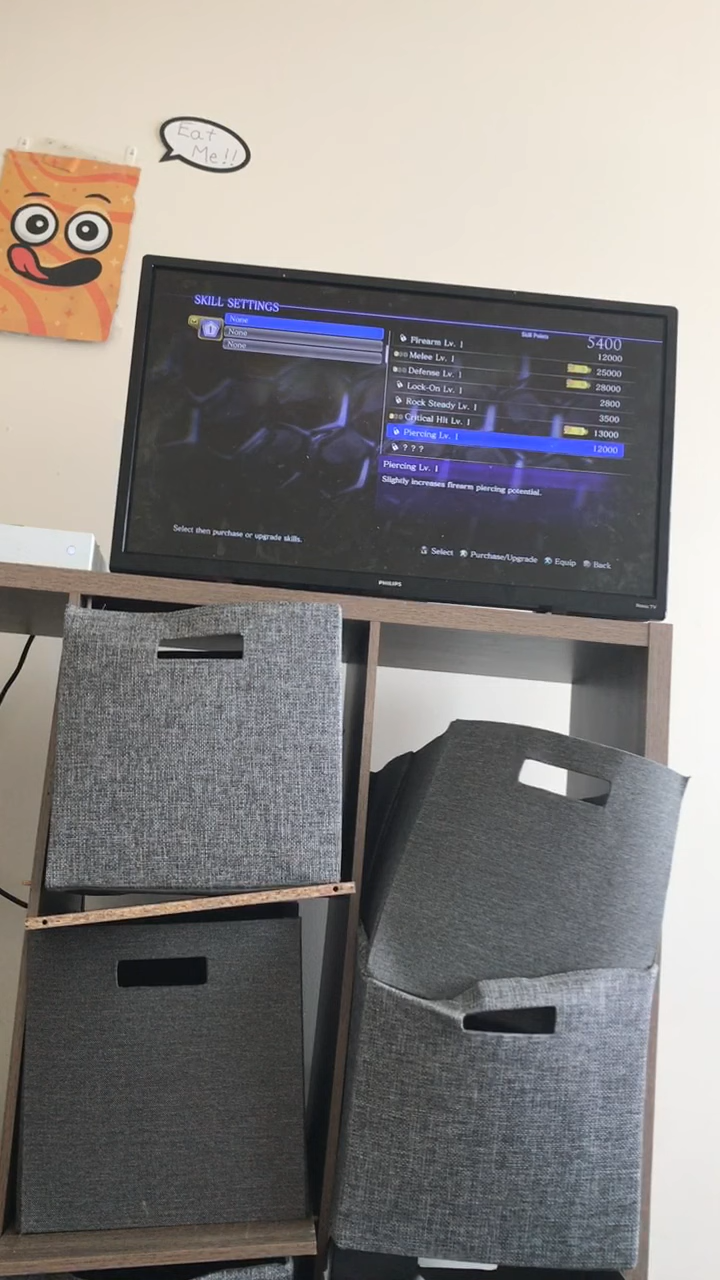 Eat
Me!!
SKILL SETTINGS
None
None
None
Skill Points
5400
Firearm Lv. 1 12000
Melee Lv. 1 25000
Defense Lv. 1 28000
Lock-On Lv. 1 2800
Rock Steady Lv. 1 3500
Critical Hit Lv. 1 13000
Piercing Lv. 1 12000
? ? ?
Piercing Lv. 1
Slightly increases firearm piercing potential.
Select then purchase or upgrade skills.
Select Purchase/Upgrade Equip Back
PHILIPS
Roku TV